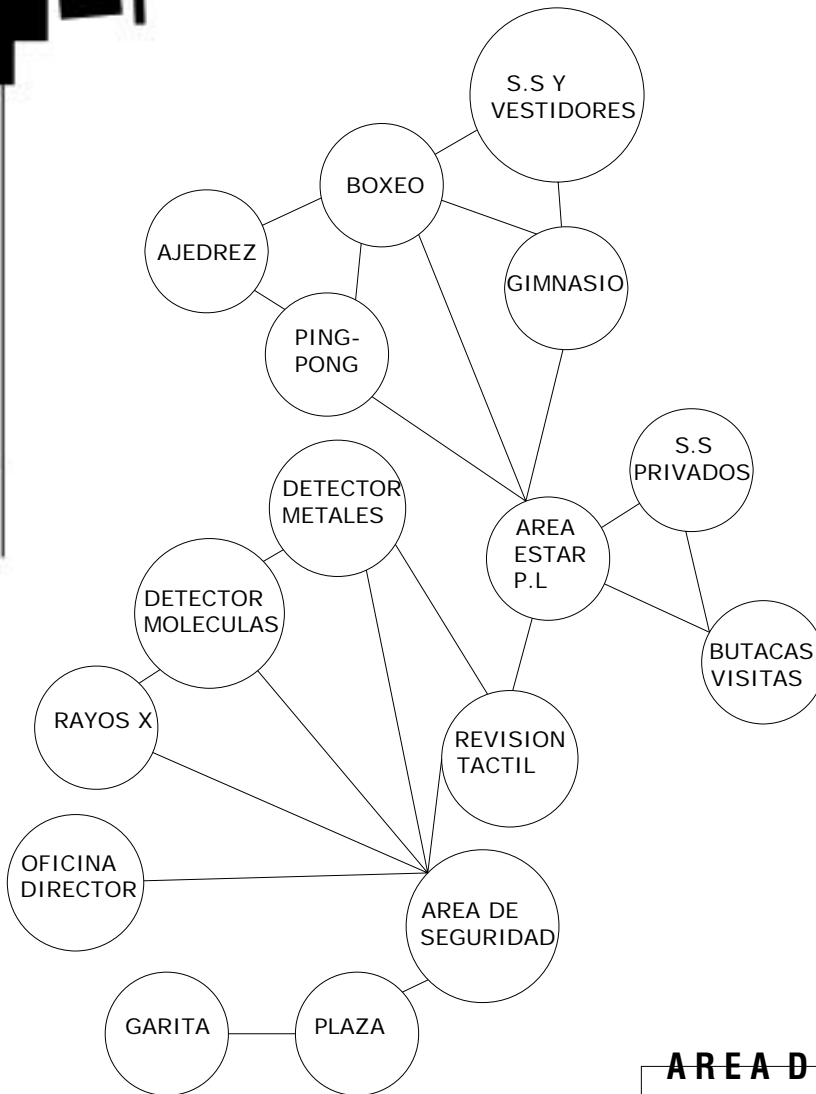 S.S Y
VESTIDORES
BOXEO
AJEDREZ
GIMNASIO
PING-
PONG
S.S
PRIVADOS
DETECTOR
METALES
AREA
ESTAR
P.L
DETECTOR
MOLECULAS
BUTACAS
VISITAS
RAYOS X
REVISION
TACTIL
OFICINA
DIRECTOR
AREA DE
SEGURIDAD
GARITA
PLAZA
AREA D